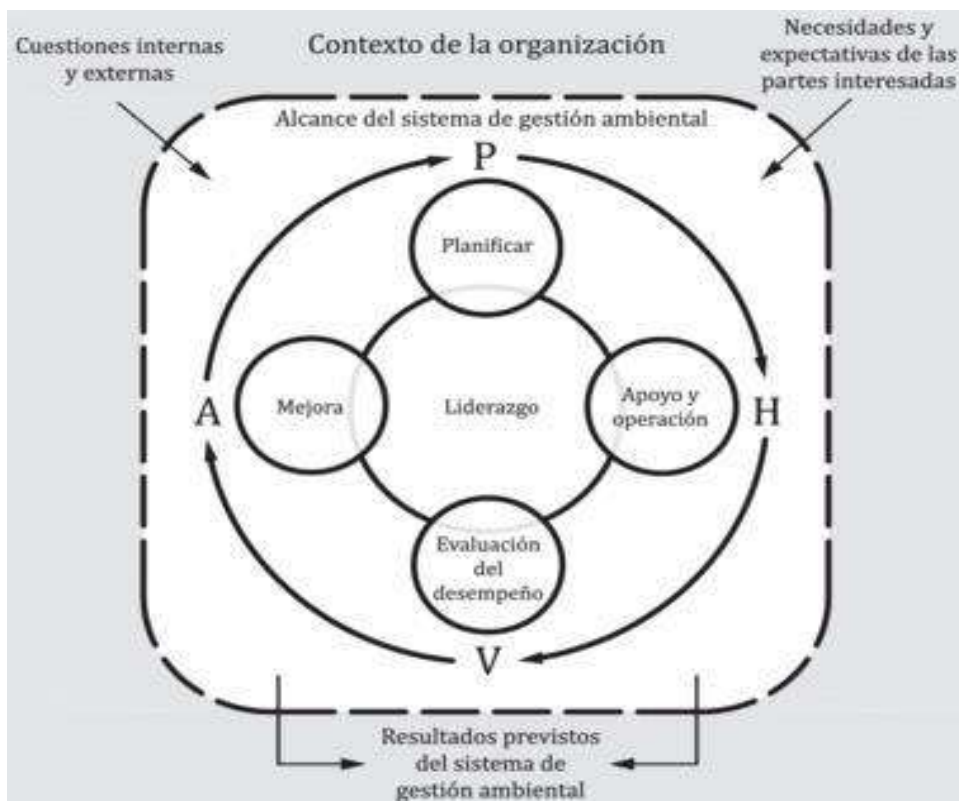 Cuestiones internas
y externas
Contexto de la organización
Necesidades y
expectativas de las
partes interesadas
Alcance del sistema de gestión ambiental
P
Planificar
A
Mejora
Liderazgo
Apoyo y
operación
H
Evaluación
del
desempeño
V
Resultados previstos
del sistema de
gestión ambiental